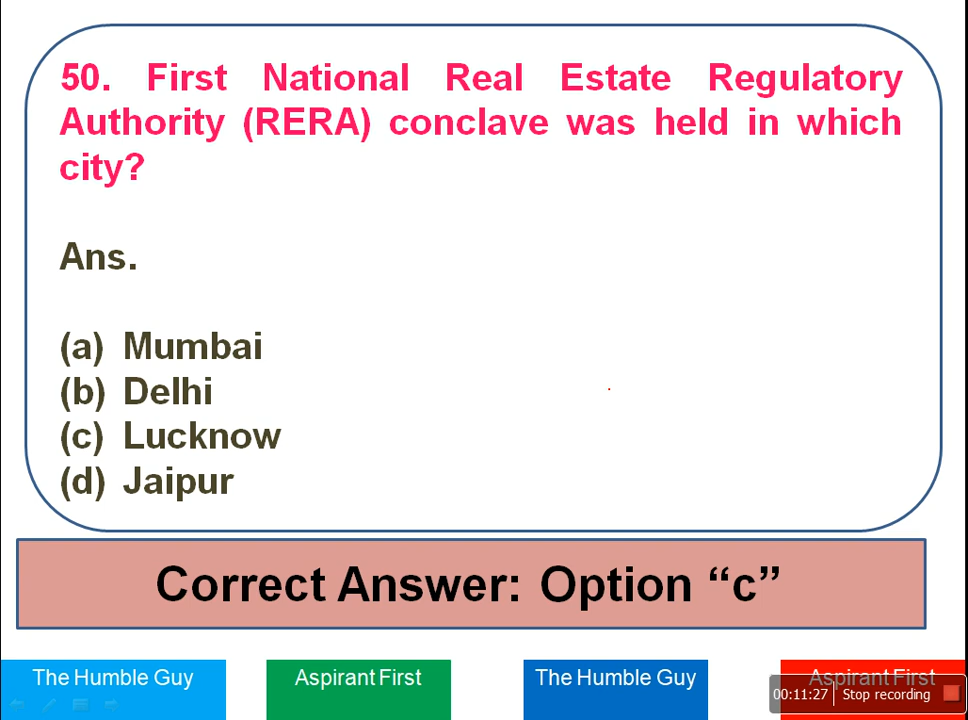 50. First National Real Estate Regulatory
Authority (RERA) conclave was held in which
city?
Ans.
(a) Mumbai
(b) Delhi
(c) Lucknow
(d) Jaipur
Correct Answer: Option “c”
The Humble Guy
Aspirant First
The Humble Guy
Aspirant First
00:11:27 Stop recording